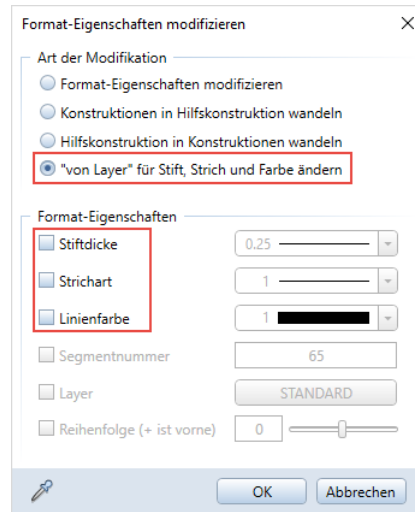 Format-Eigenschaften modifizieren
Art der Modifikation
Format-Eigenschaften modifizieren
Konstruktionen in Hilfskonstruktion wandeln
Hilfskonstruktion in Konstruktionen wandeln
"von Layer" für Stift, Strich und Farbe ändern
Format-Eigenschaften
Stiftdicke 0.25
Strichart 1
Linienfarbe 1
Segmentnummer 65
Layer STANDARD
Reihenfolge (+ ist vorne) 0
OK Abbrechen